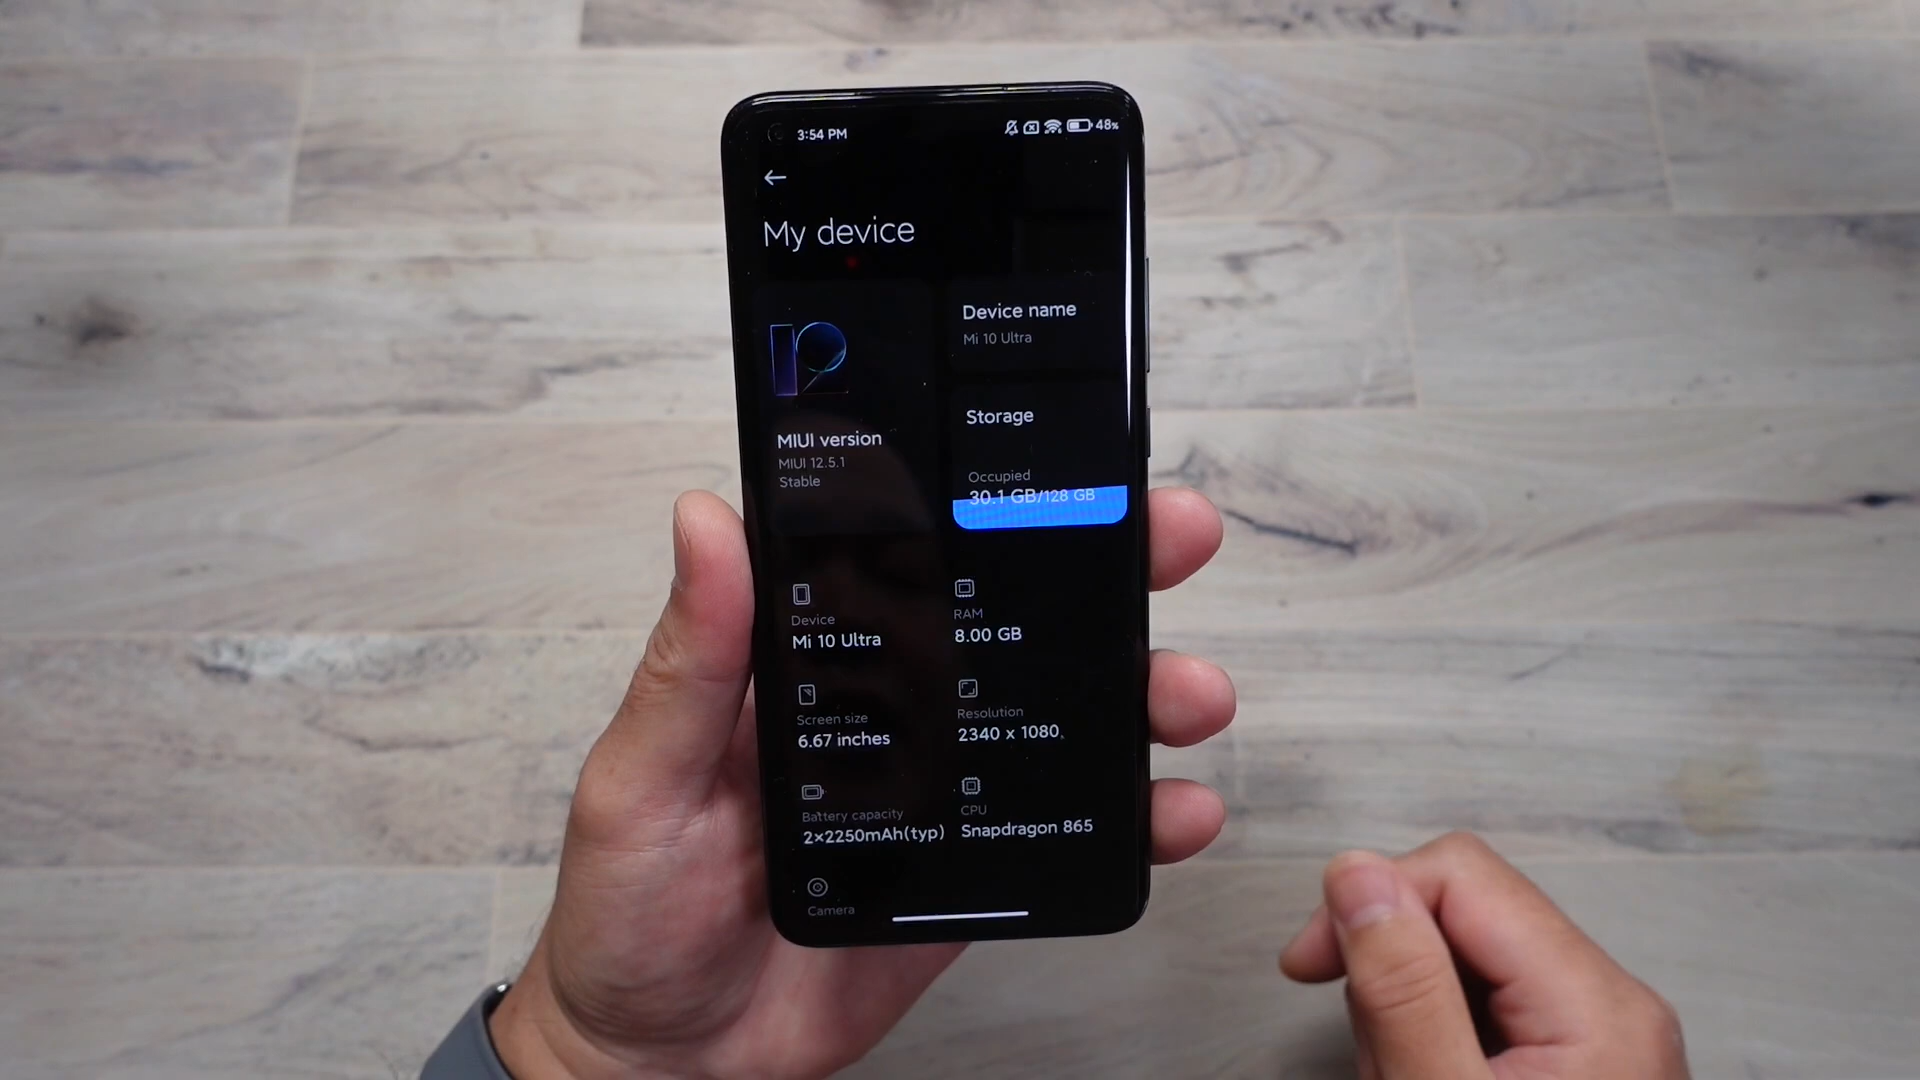 3:54 PM
48%
My device
12
MIUI version
MIUI 12.5.1
Stable
Device name
Mi 10 Ultra
Storage
Occupied
30.1 GB/128 GB
Device
Mi 10 Ultra
RAM
8.00 GB
Screen size
6.67 inches
Resolution
2340 x 1080
Battery capacity
2×2250mAh(typ)
CPU
Snapdragon 865
Camera